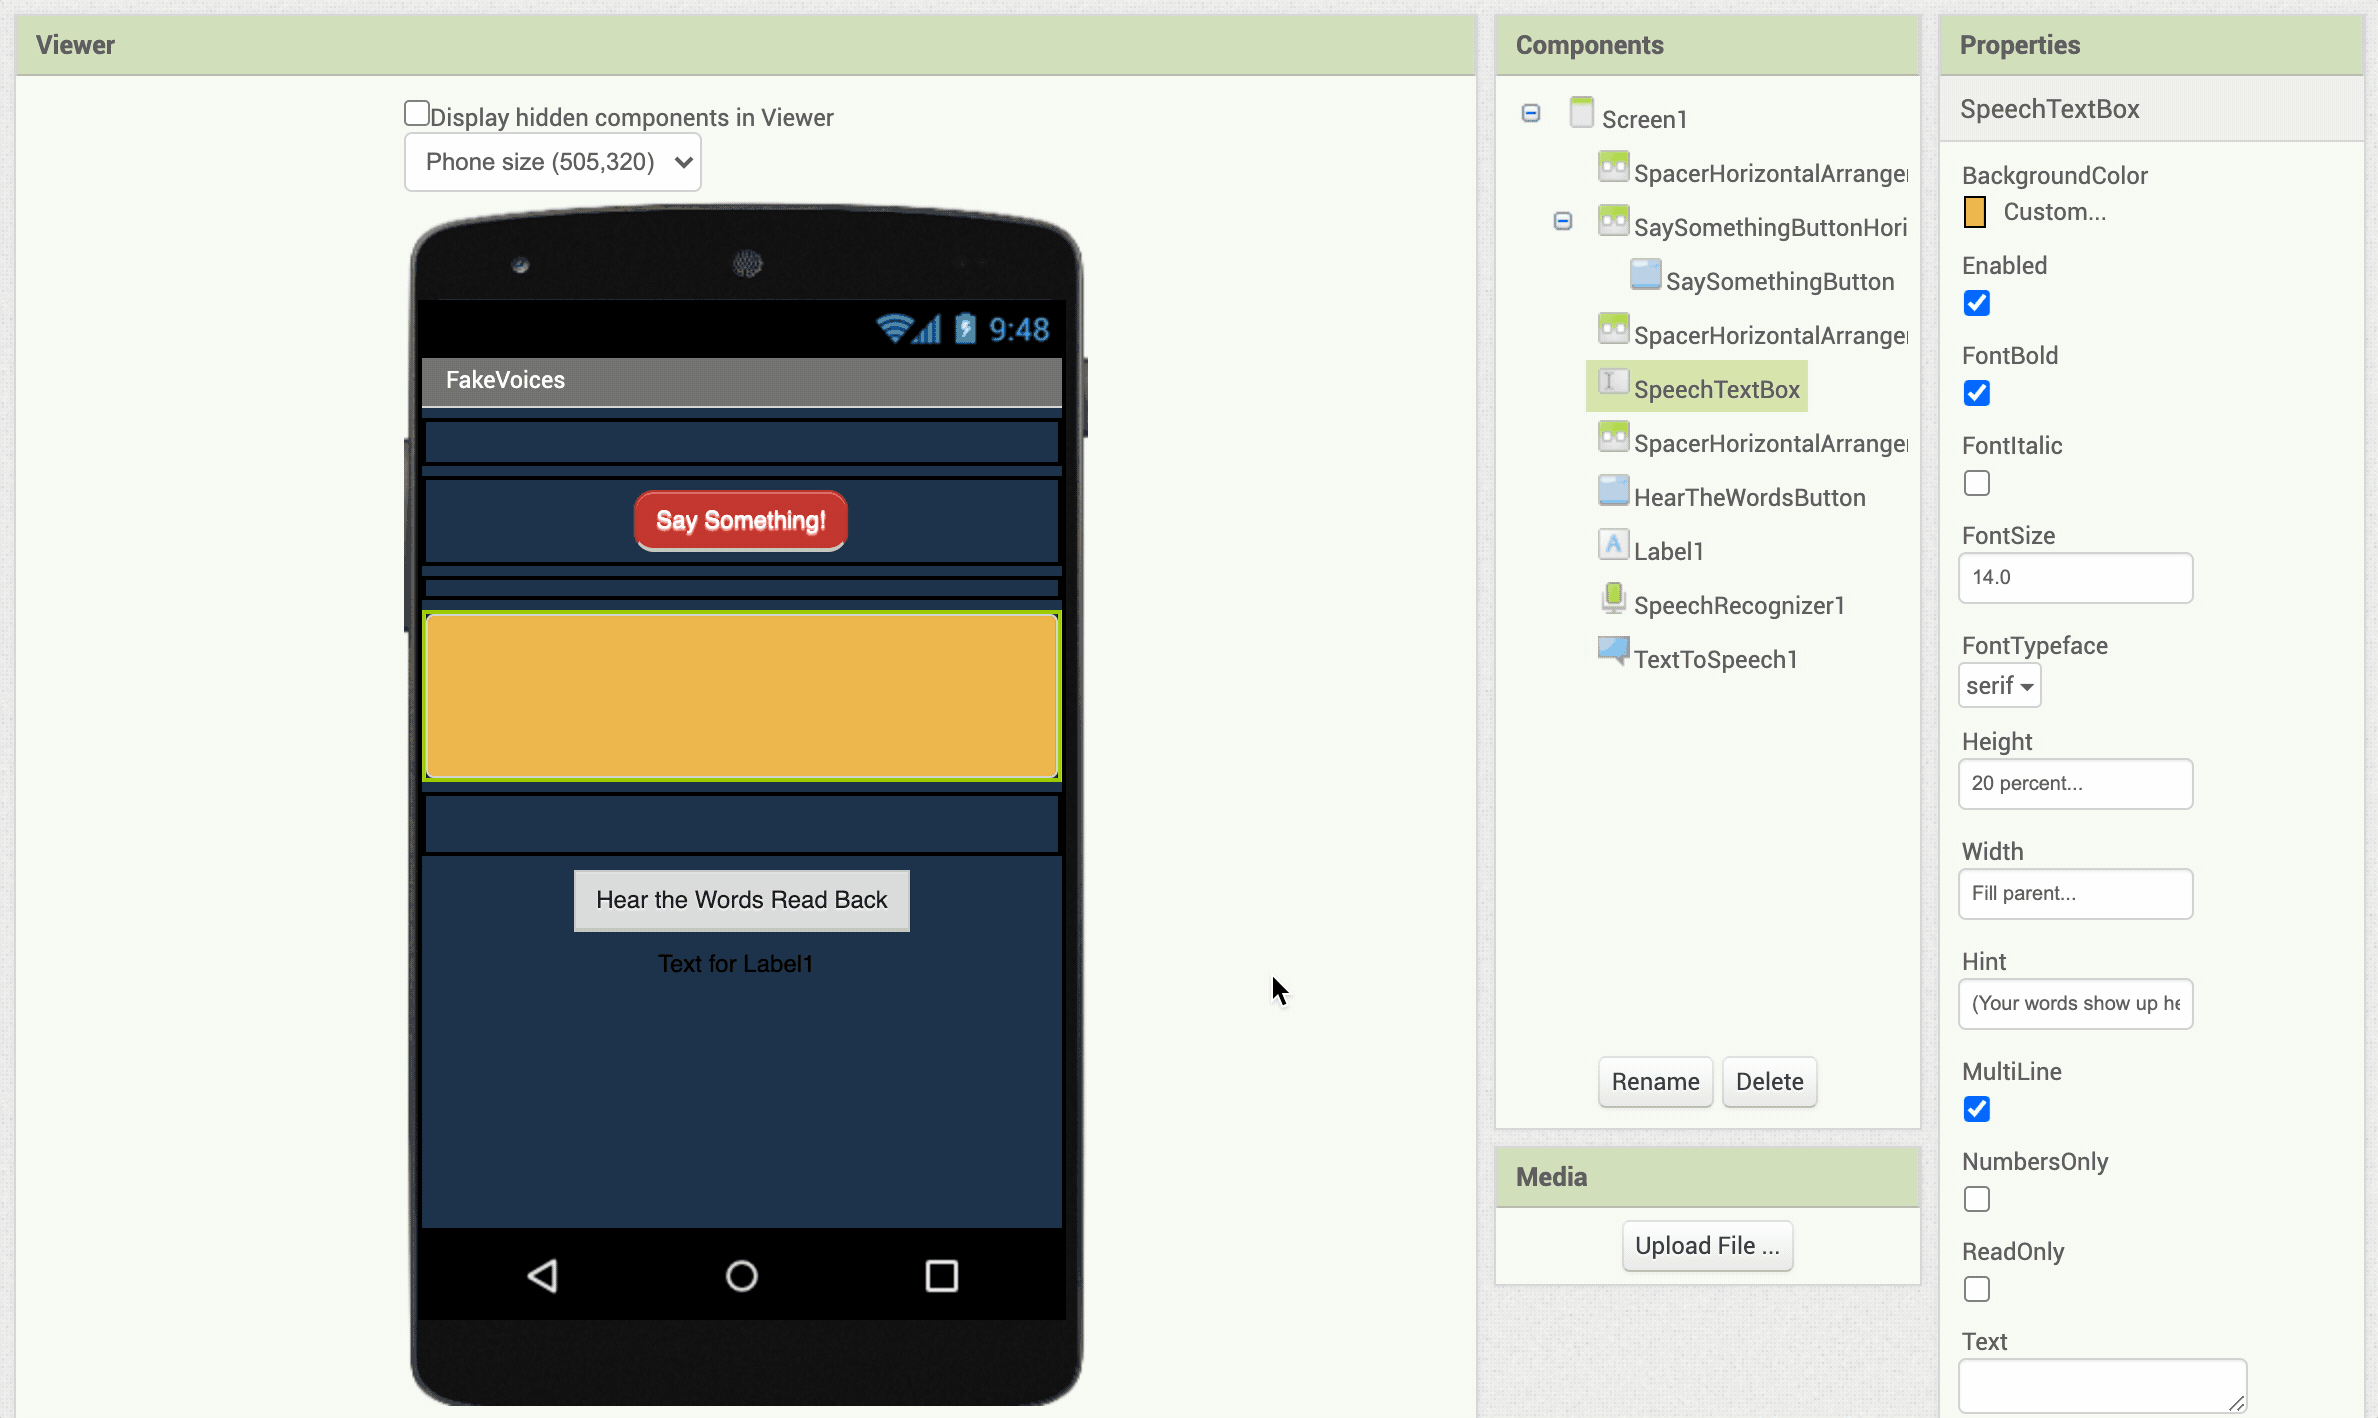 Viewer
Display hidden components in Viewer
Phone size (505,320)
9:48
FakeVoices
Say Something!
Hear the Words Read Back
Text for Label1
Components
Screen1
SpacerHorizontalArranger
SaySomethingButtonHori
SaySomethingButton
SpacerHorizontalArranger
SpeechTextBox
SpacerHorizontalArranger
HearTheWordsButton
Label1
SpeechRecognizer1
TextToSpeech1
Rename Delete
Media
Upload File ...
Properties
SpeechTextBox
BackgroundColor
Custom...
Enabled
FontBold
FontItalic
FontSize
14.0
FontTypeface
serif
Height
20 percent...
Width
Fill parent...
Hint
(Your words show up he
MultiLine
NumbersOnly
ReadOnly
Text